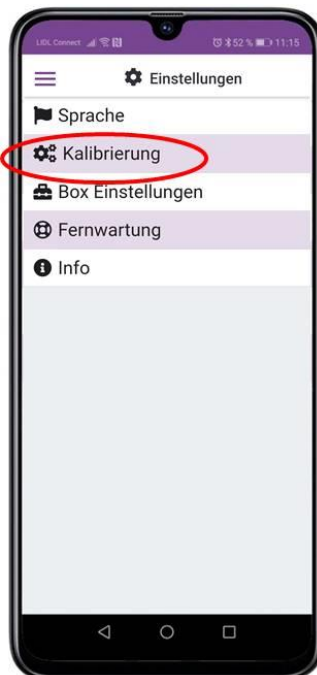 LIDL Connect 52 % 11:15
Einstellungen
Sprache
Kalibrierung
Box Einstellungen
Fernwartung
Info